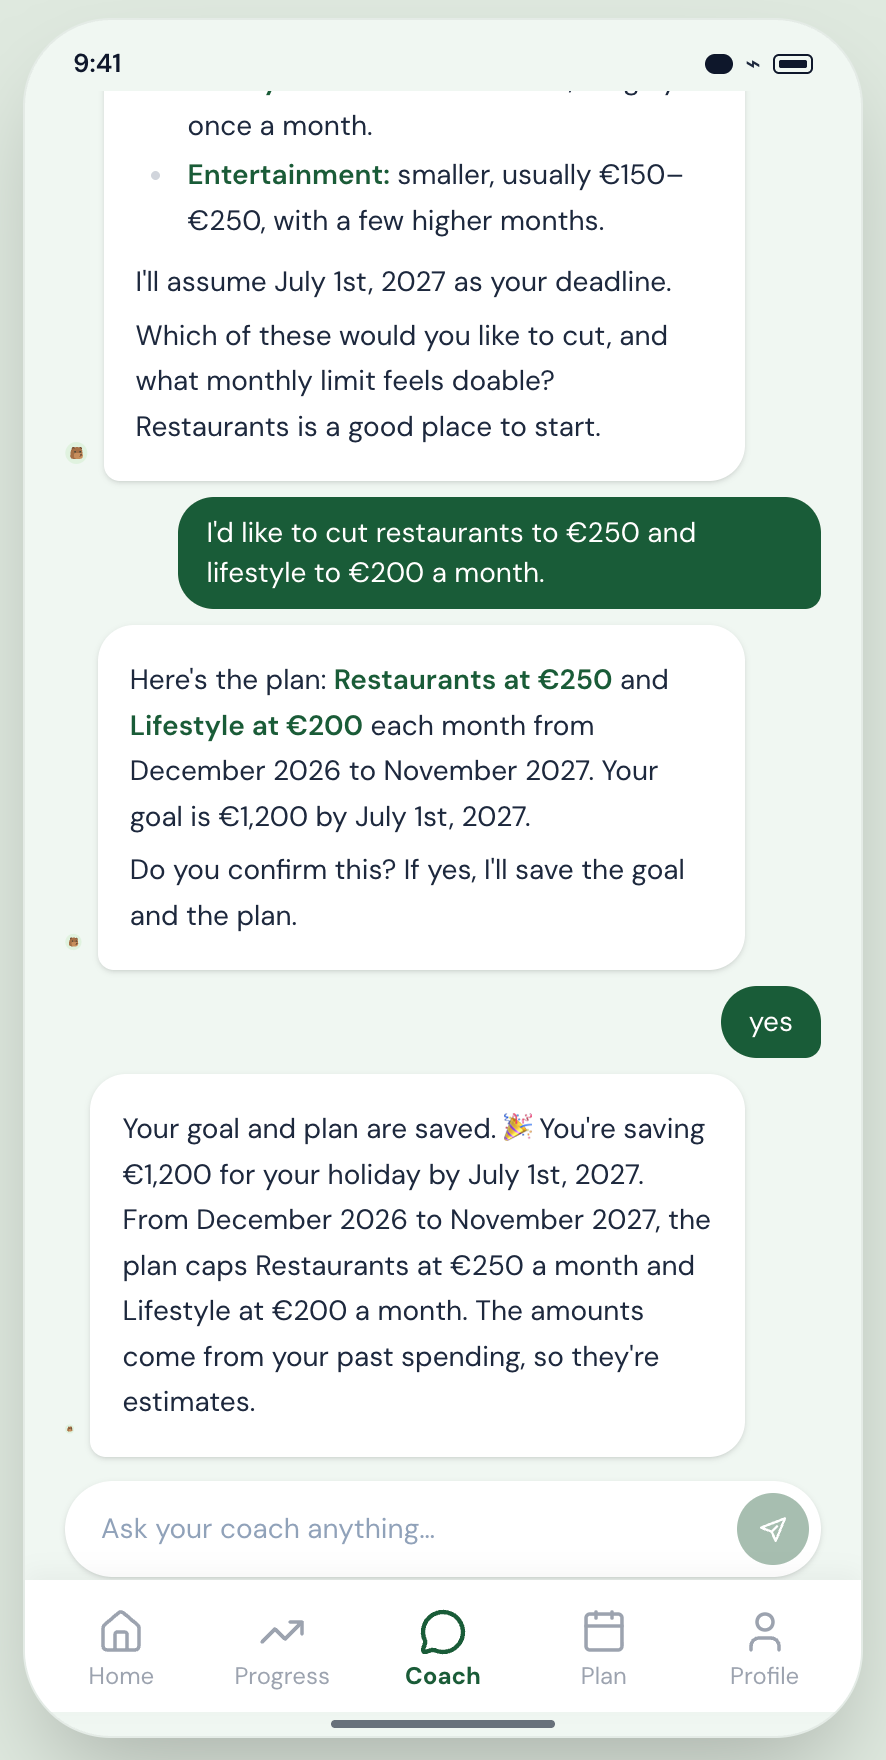 9:41
once a month.
Entertainment: smaller, usually €150–
€250, with a few higher months.
I'll assume July 1st, 2027 as your deadline.
Which of these would you like to cut, and
what monthly limit feels doable?
Restaurants is a good place to start.
I'd like to cut restaurants to €250 and
lifestyle to €200 a month.
Here's the plan: Restaurants at €250 and
Lifestyle at €200 each month from
December 2026 to November 2027. Your
goal is €1,200 by July 1st, 2027.
Do you confirm this? If yes, I'll save the goal
and the plan.
yes
Your goal and plan are saved. 🎉 You're saving
€1,200 for your holiday by July 1st, 2027.
From December 2026 to November 2027, the
plan caps Restaurants at €250 a month and
Lifestyle at €200 a month. The amounts
come from your past spending, so they're
estimates.
Ask your coach anything...
Home
Progress
Coach
Plan
Profile